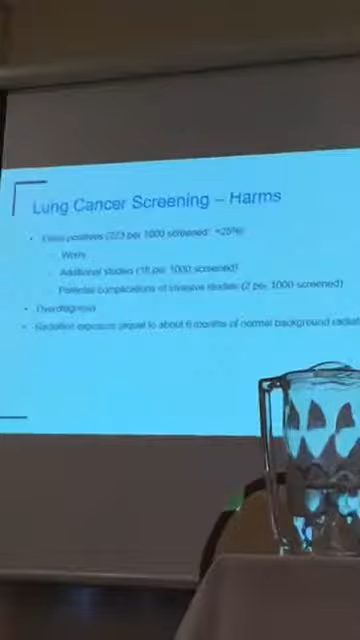 Lung Cancer Screening – Harms
False positives (223 per 1000 screened; <25%)
Worry
Additional studies (18 per 1000 screened)
Potential complications of invasive studies (2 per 1000 screened)
Overdiagnosis
Radiation exposure (equal to about 6 months of normal background